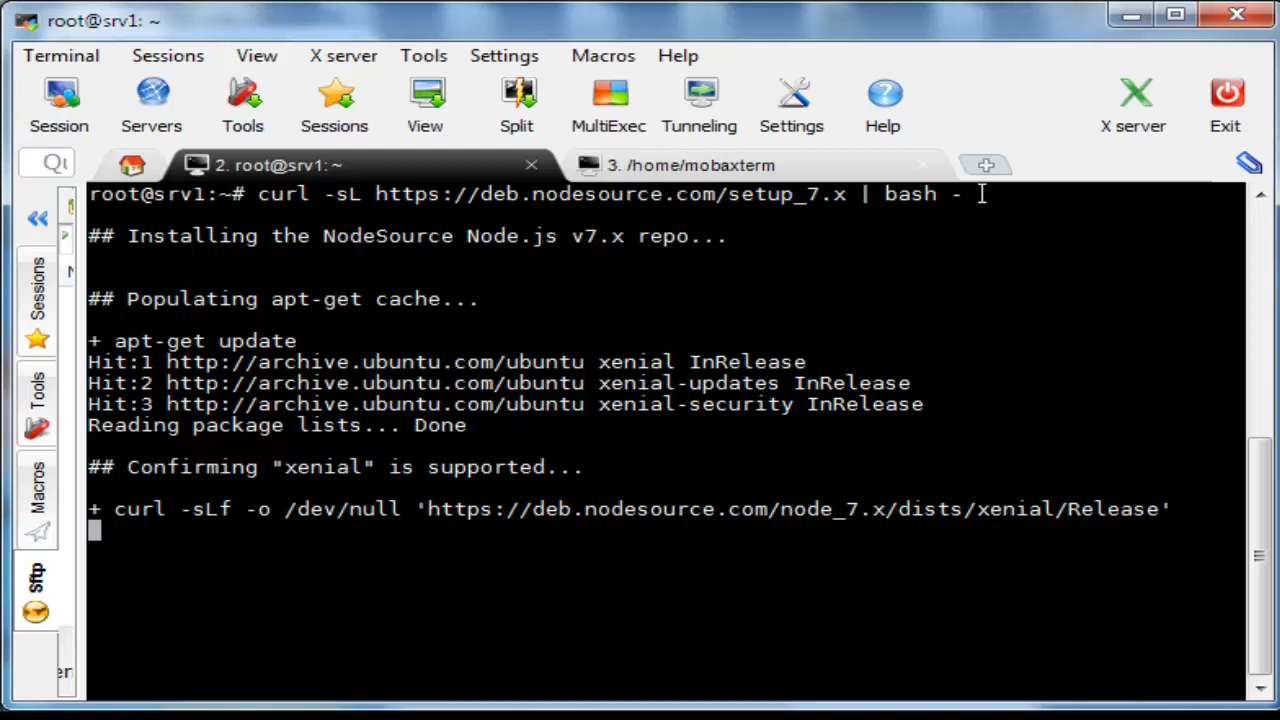 root@srv1: ~
Terminal Sessions View X server Tools Settings Macros Help
Session Servers Tools Sessions View Split MultiExec Tunneling Settings Help X server Exit
Qu
2. root@srv1: ~
3. /home/mobaxterm
root@srv1:~# curl -sL https://deb.nodesource.com/setup_7.x | bash -
## Installing the NodeSource Node.js v7.x repo...
## Populating apt-get cache...
+ apt-get update
Hit:1 http://archive.ubuntu.com/ubuntu xenial InRelease
Hit:2 http://archive.ubuntu.com/ubuntu xenial-updates InRelease
Hit:3 http://archive.ubuntu.com/ubuntu xenial-security InRelease
Reading package lists... Done
## Confirming "xenial" is supported...
+ curl -sLf -o /dev/null 'https://deb.nodesource.com/node_7.x/dists/xenial/Release'
Sessions
Tools
Macros
Sftp